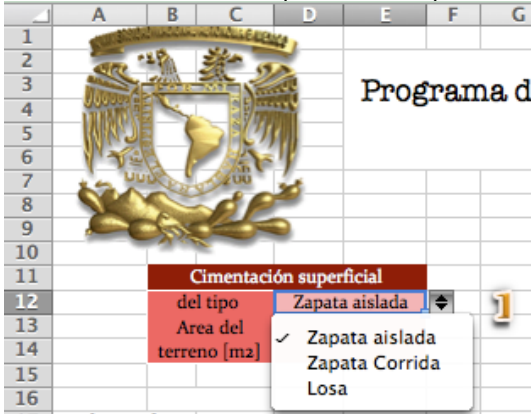 A B C D E F G
1
2
3
Programa d
4
5
6
7
8
9
10
11 Cimentación superficial
12 del tipo Zapata aislada 1
13 Area del
14 terreno [m2]
15
16
✓ Zapata aislada
Zapata Corrida
Losa